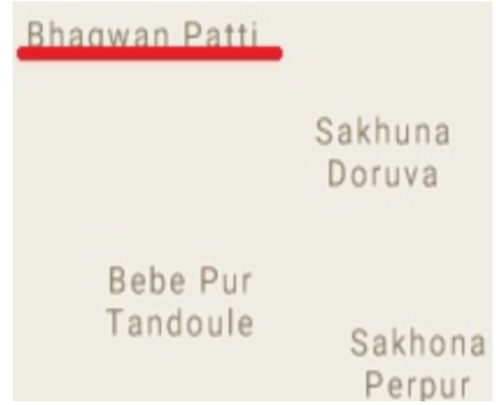 Bhagwan Patti
Sakhuna
Doruva
Bebe Pur
Tandoule
Sakhona
Perpur